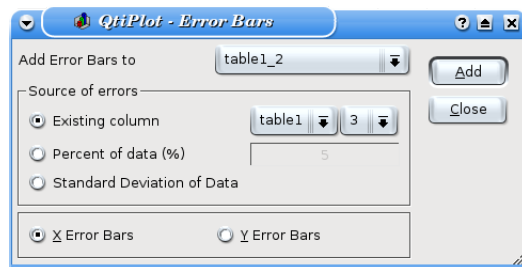 QtiPlot - Error Bars
Add Error Bars to table1_2
Add
Source of errors
Existing column table1 3
Close
Percent of data (%) 5
Standard Deviation of Data
X Error Bars Y Error Bars